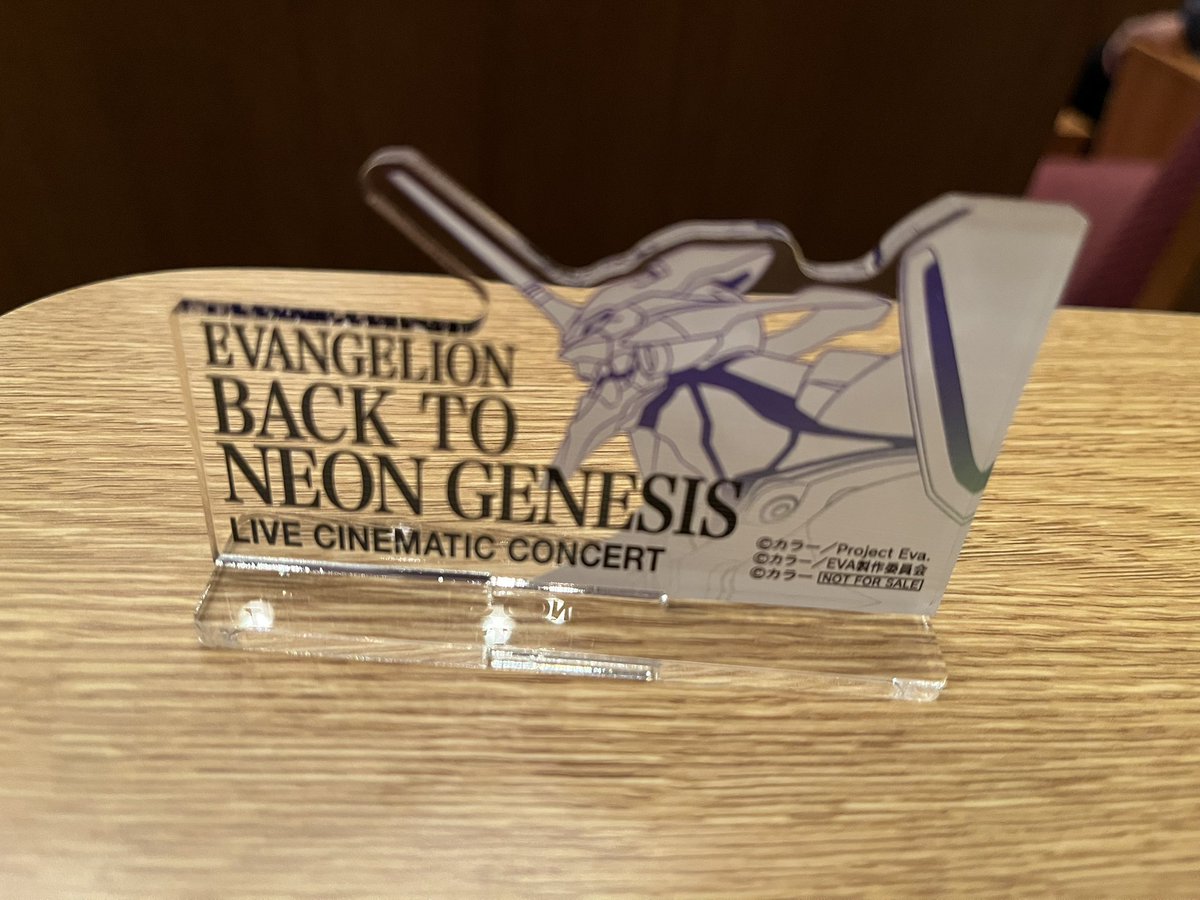 EVANGELION
BACK TO
NEON GENESIS
LIVE CINEMATIC CONCERT
©カラー／Project Eva.
©カラー／EVA製作委員会
©カラー NOT FOR SALE